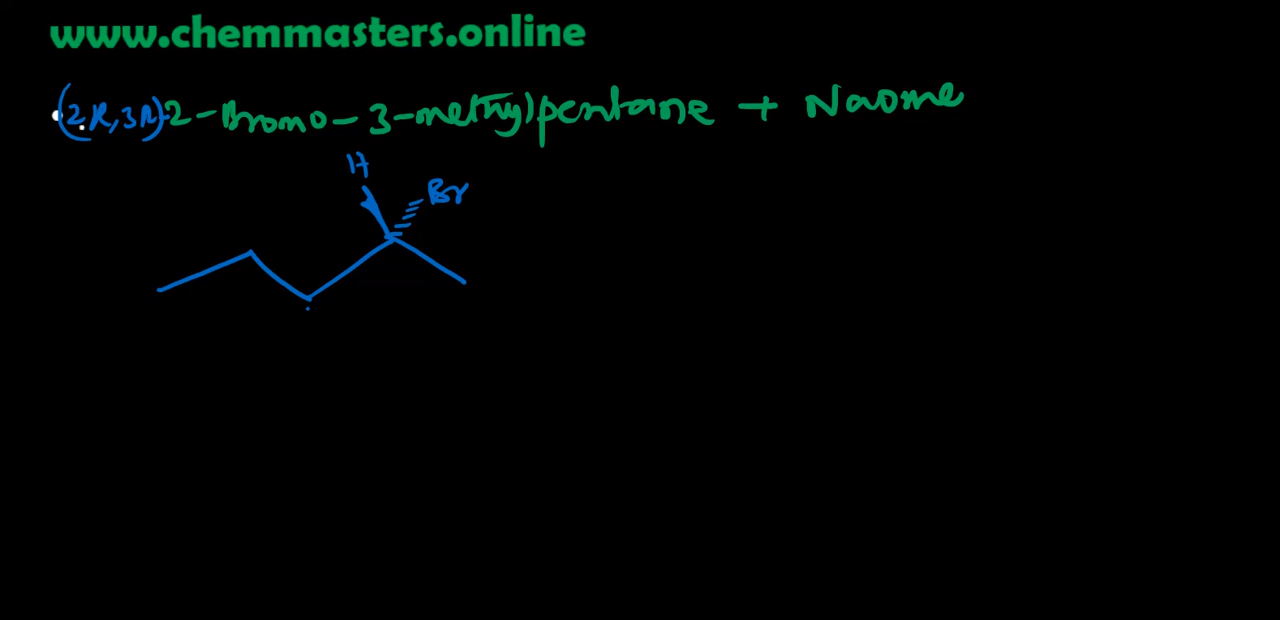 www.chemmasters.online
(2R,3R)-2-Bromo-3-methylpentane + NaOMe
H
Br